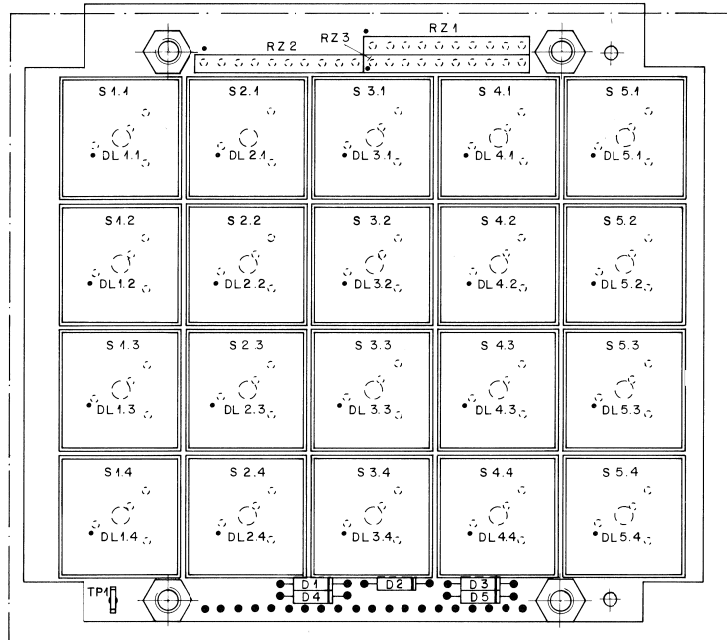 RZ2 RZ3 RZ1
S1.1 S2.1 S3.1 S4.1 S5.1
DL1.1 DL2.1 DL3.1 DL4.1 DL5.1
S1.2 S2.2 S3.2 S4.2 S5.2
DL1.2 DL2.2 DL3.2 DL4.2 DL5.2
S1.3 S2.3 S3.3 S4.3 S5.3
DL1.3 DL2.3 DL3.3 DL4.3 DL5.3
S1.4 S2.4 S3.4 S4.4 S5.4
DL1.4 DL2.4 DL3.4 DL4.4 DL5.4
TP1 D1 D2 D3
D4 D5